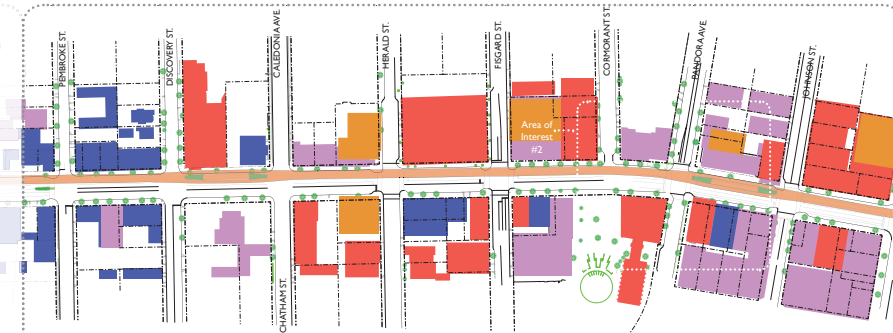 PEMBROKE ST.
DISCOVERY ST.
CALEDONIA AVE.
HERALD ST.
FISGARD ST.
CORMORANT ST.
PANDORA AVE.
JOHNSON ST.
Area of
Interest
#2
CHATHAM ST.